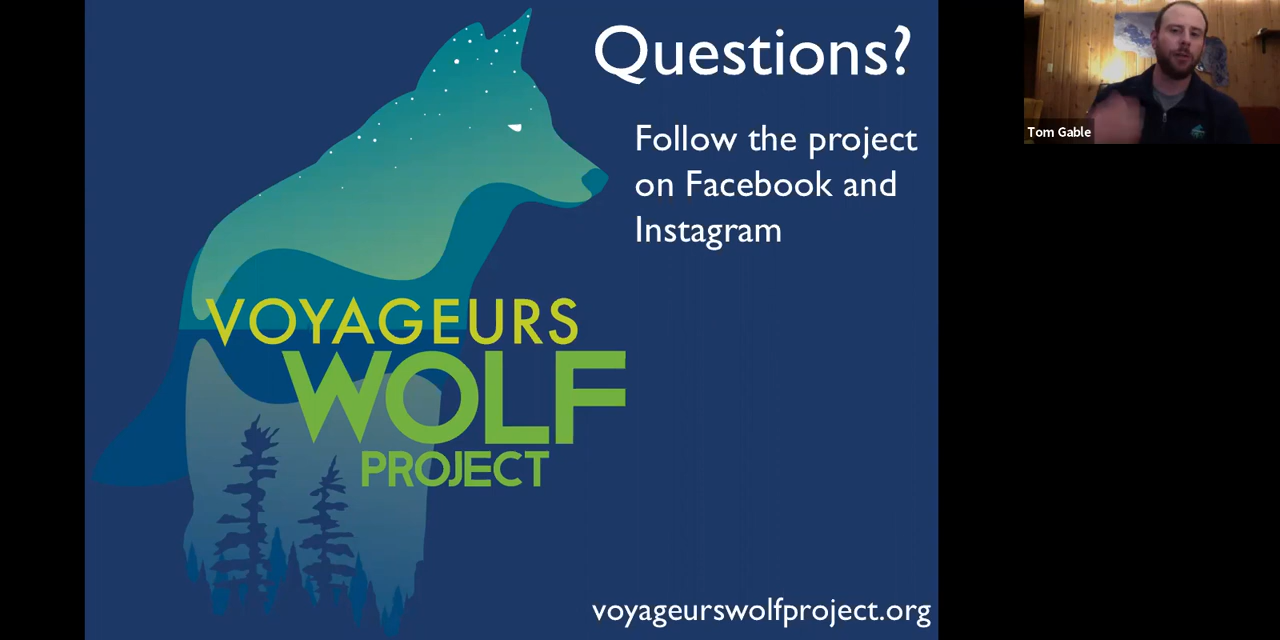 Questions?
Follow the project
on Facebook and
Instagram
VOYAGEURS
WOLF
PROJECT
voyageurswolfproject.org
Tom Gable